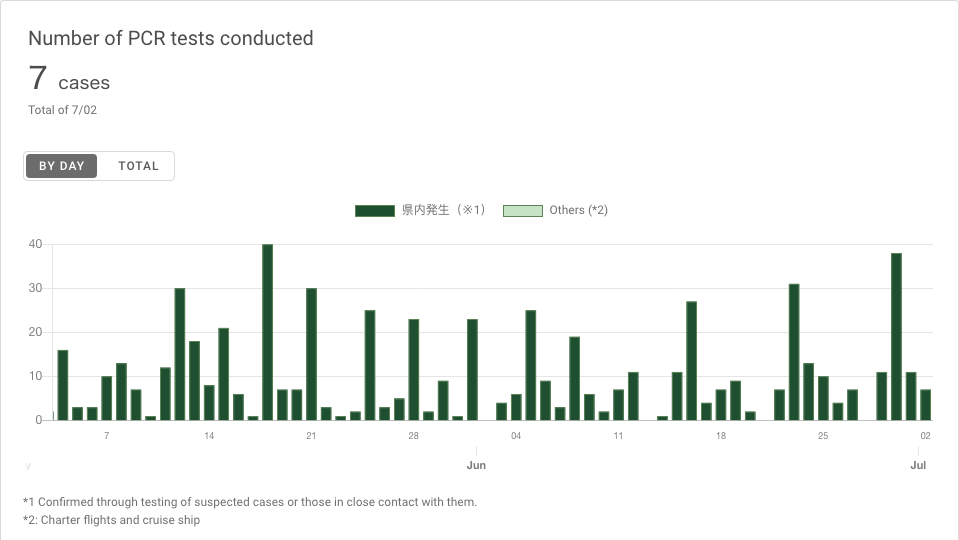 Number of PCR tests conducted
7 cases
Total of 7/02
BY DAY TOTAL
県内発生（※1） Others (*2)
40
30
20
10
0
7 14 21 28 04 11 18 25 02
y Jun Jul
*1 Confirmed through testing of suspected cases or those in close contact with them.
*2: Charter flights and cruise ship